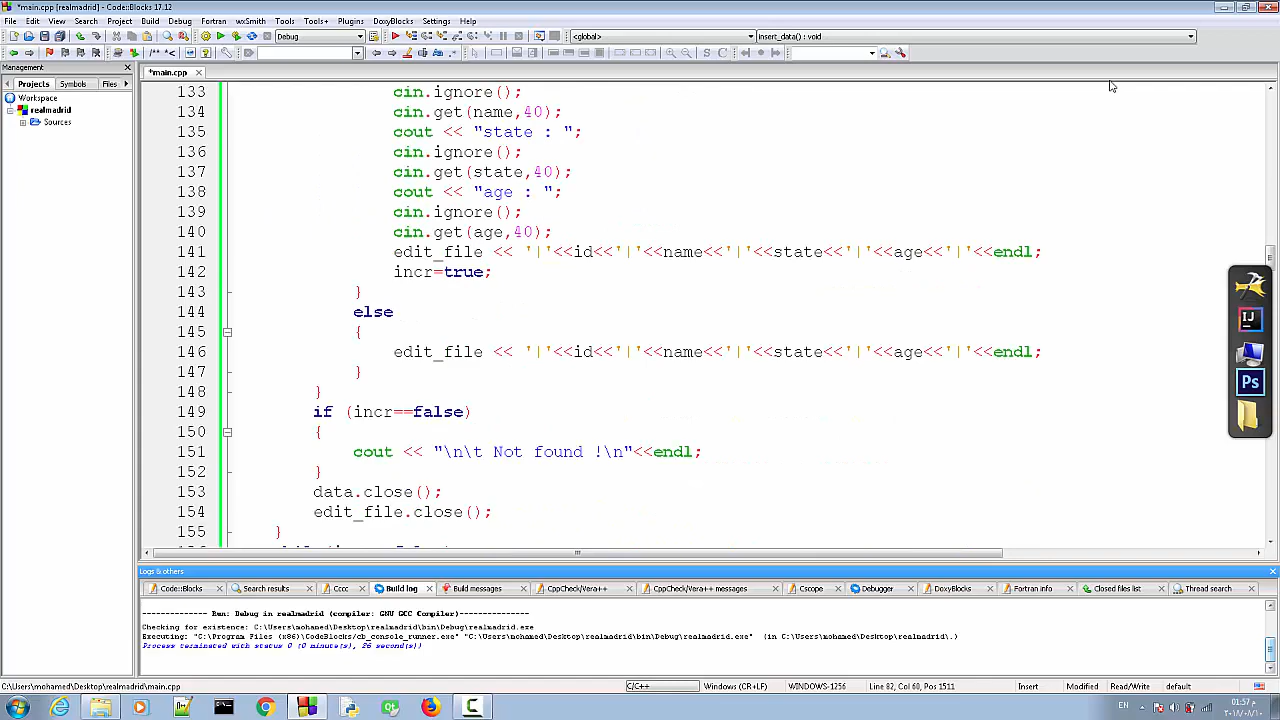 *main.cpp [realmadrid] - Code::Blocks 17.12
File Edit View Search Project Build Debug Fortran wxSmith Tools Tools+ Plugins DoxyBlocks Settings Help
Debug <global> insert_data() : void
/** *<
Management
*main.cpp
Projects Symbols Files
Workspace
realmadrid
Sources
133 cin.ignore();
134 cin.get(name,40);
135 cout << "state : ";
136 cin.ignore();
137 cin.get(state,40);
138 cout << "age : ";
139 cin.ignore();
140 cin.get(age,40);
141 edit_file << '|'<<id<<'|'<<name<<'|'<<state<<'|'<<age<<'|'<<endl;
142 incr=true;
143 }
144 else
145 {
146 edit_file << '|'<<id<<'|'<<name<<'|'<<state<<'|'<<age<<'|'<<endl;
147 }
148 }
149 if (incr==false)
150 {
151 cout << "\n\t Not found !\n"<<endl;
152 }
153 data.close();
154 edit_file.close();
155 }
Logs & others
Code::Blocks Search results Cccc Build log Build messages CppCheck/Vera++ CppCheck/Vera++ messages Cscope Debugger DoxyBlocks Fortran info Closed files list Thread search
-------------- Run: Debug in realmadrid (compiler: GNU GCC Compiler)---------------
Checking for existence: C:\Users\mohamed\Desktop\realmadrid\bin\Debug\realmadrid.exe
Executing: "C:\Program Files (x86)\CodeBlocks/cb_console_runner.exe" "C:\Users\mohamed\Desktop\realmadrid\bin\Debug\realmadrid.exe" (in C:\Users\mohamed\Desktop\realmadrid\.)
Process terminated with status 0 (0 minute(s), 26 second(s))
C:\Users\mohamed\Desktop\realmadrid\main.cpp C/C++ Windows (CR+LF) WINDOWS-1256 Line 82, Col 60, Pos 1511 Insert Modified Read/Write default
EN 01:57 م
٢٠١٨/٠٨/١٠
IJ
Ps